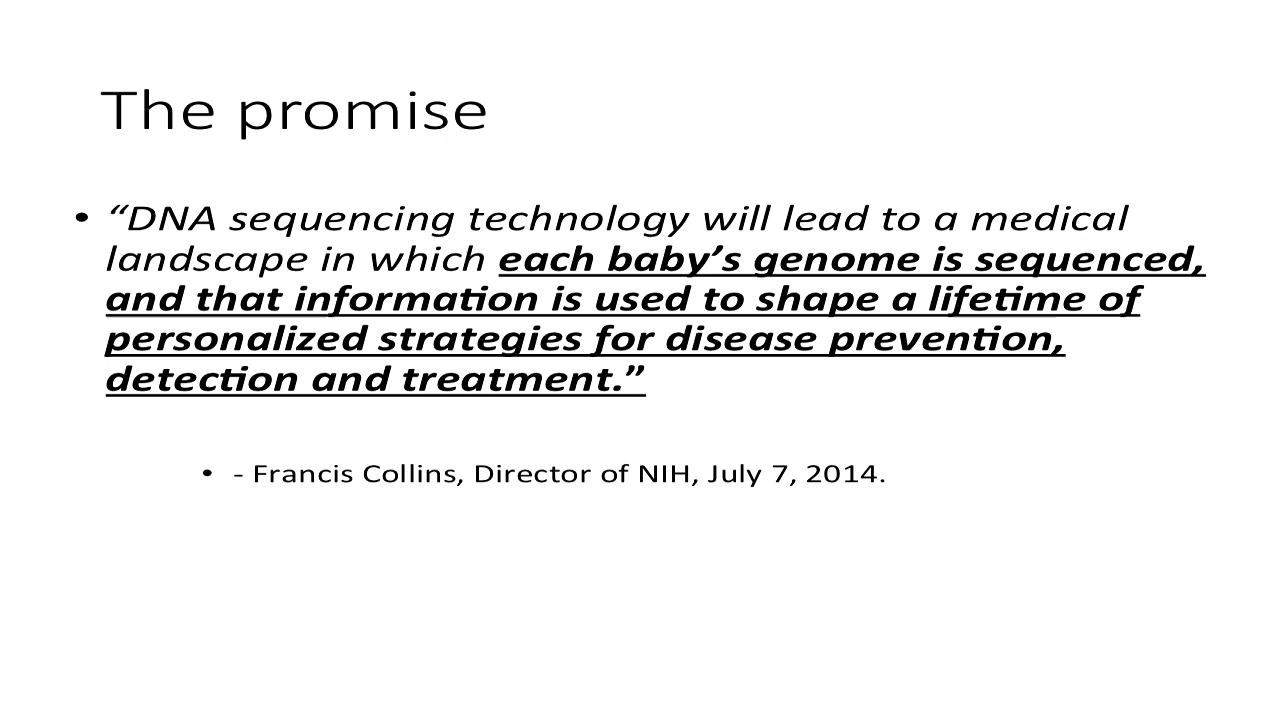 The promise
• “DNA sequencing technology will lead to a medical
landscape in which each baby’s genome is sequenced,
and that information is used to shape a lifetime of
personalized strategies for disease prevention,
detection and treatment.”
• - Francis Collins, Director of NIH, July 7, 2014.